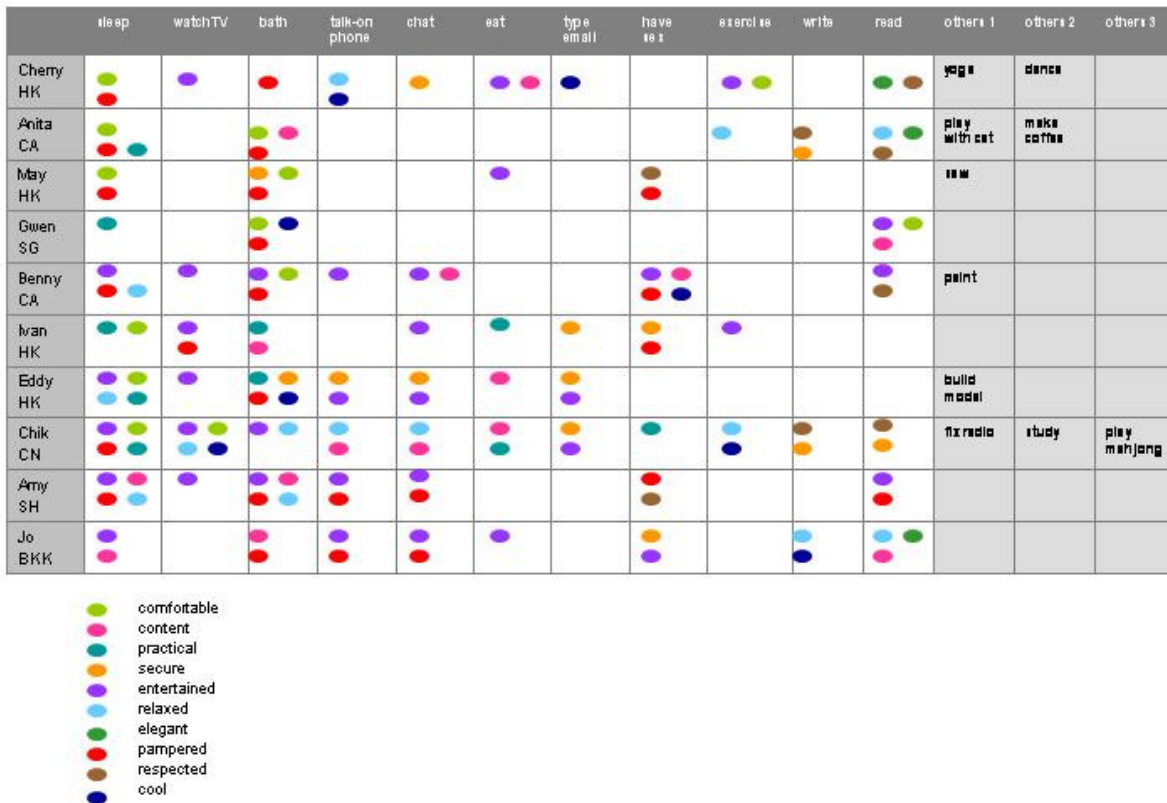 sleep watchTV bath talk-on phone chat eat type email have sex exercise write read others 1 others 2 others 3
Cherry HK yoga dance
Anita CA play with cat make coffee
May HK sew
Gwen SG
Benny CA paint
Ivan HK
Eddy HK build model
Chik CN fix radio study play mahjong
Amy SH
Jo BKK
comfortable
content
practical
secure
entertained
relaxed
elegant
pampered
respected
cool